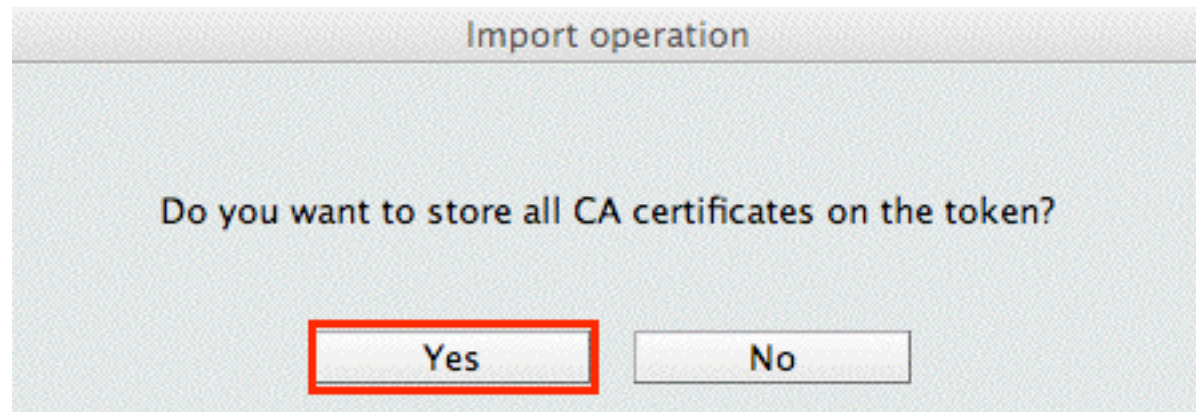 Import operation
Do you want to store all CA certificates on the token?
Yes
No